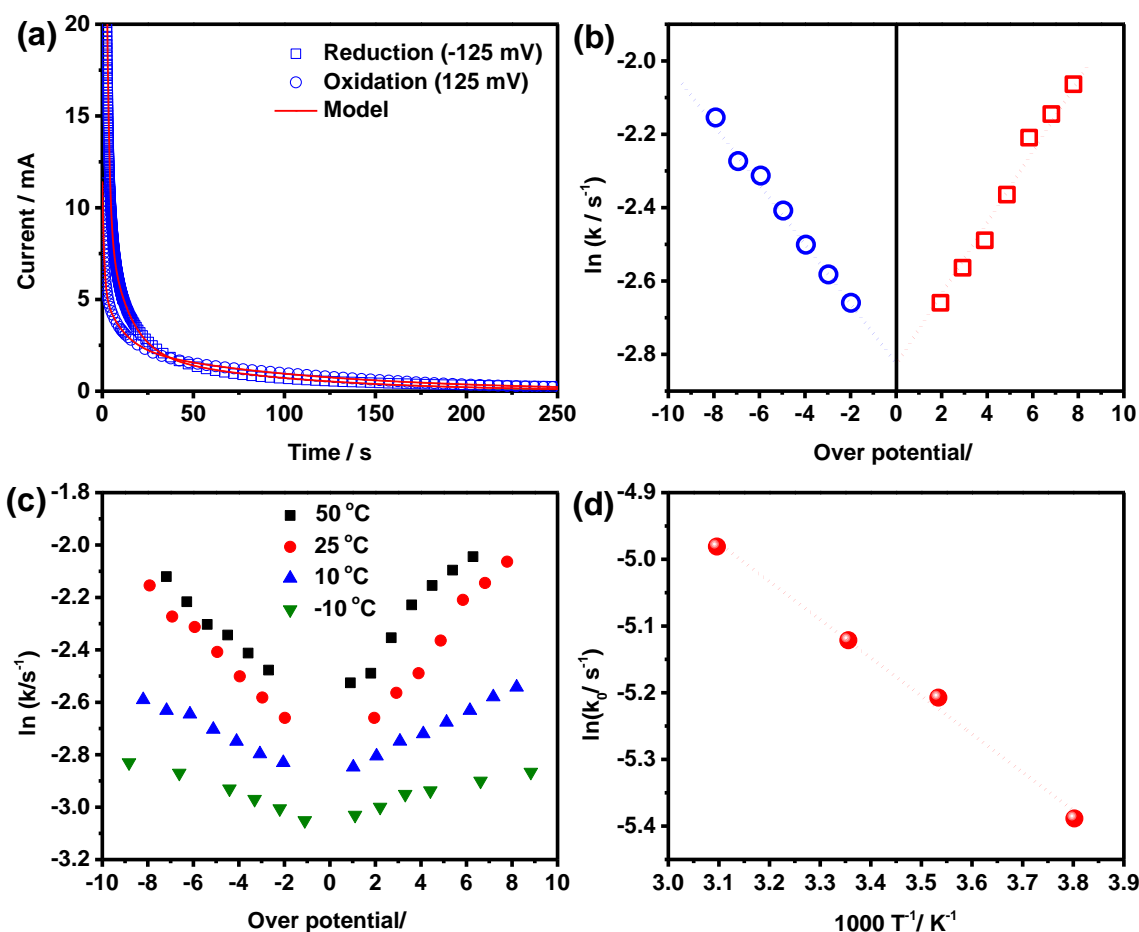 (a)
20
15
10
5
0
Current / mA
Reduction (-125 mV)
Oxidation (125 mV)
Model
0 50 100 150 200 250
Time / s
(b)
-2.0
-2.2
-2.4
-2.6
-2.8
ln (k / s⁻¹)
-10 -8 -6 -4 -2 0 2 4 6 8 10
Over potential/
(c)
-1.8
-2.0
-2.2
-2.4
-2.6
-2.8
-3.0
-3.2
ln (k/s⁻¹)
50 °C
25 °C
10 °C
-10 °C
-10 -8 -6 -4 -2 0 2 4 6 8 10
Over potential/
(d)
-4.9
-5.0
-5.1
-5.2
-5.3
-5.4
ln(k₀/ s⁻¹)
3.0 3.1 3.2 3.3 3.4 3.5 3.6 3.7 3.8 3.9
1000 T⁻¹/ K⁻¹